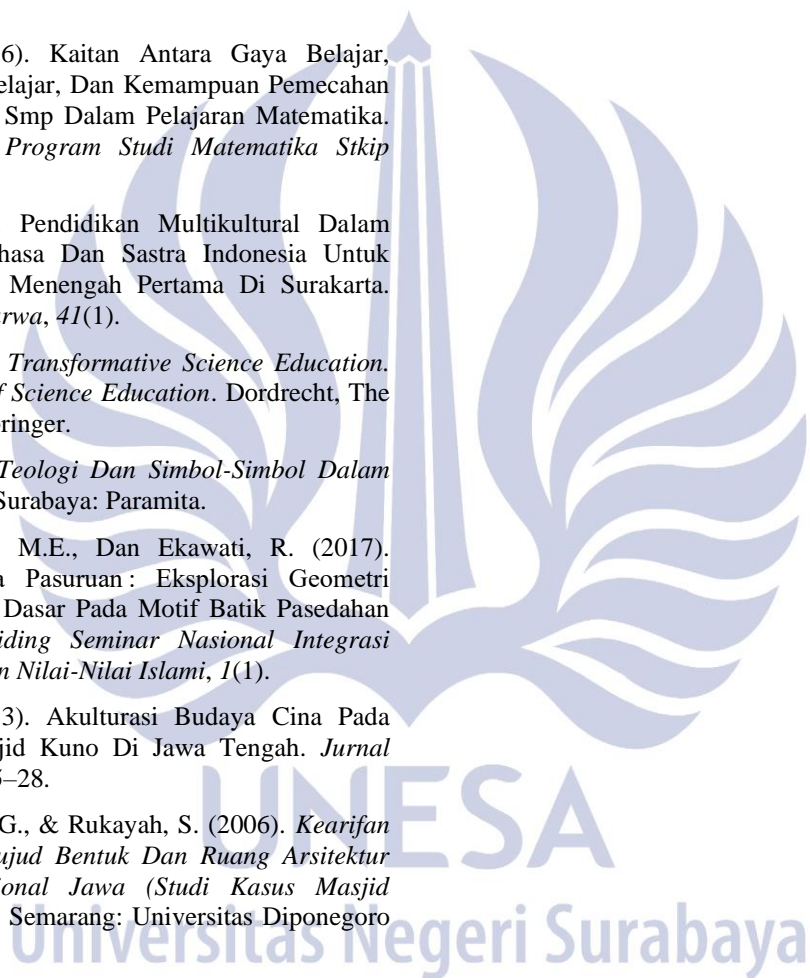 6). Kaitan Antara Gaya Belajar,
elajar, Dan Kemampuan Pemecahan
Smp Dalam Pelajaran Matematika.
Program Studi Matematika Stkip
Pendidikan Multikultural Dalam
hasa Dan Sastra Indonesia Untuk
Menengah Pertama Di Surakarta.
arwa, 41(1).
Transformative Science Education.
f Science Education. Dordrecht, The
pringer.
Teologi Dan Simbol-Simbol Dalam
Surabaya: Paramita.
M.E., Dan Ekawati, R. (2017).
a Pasuruan : Eksplorasi Geometri
Dasar Pada Motif Batik Pasedahan
iding Seminar Nasional Integrasi
n Nilai-Nilai Islami, 1(1).
3). Akulturasi Budaya Cina Pada
jid Kuno Di Jawa Tengah. Jurnal
5–28.
G., & Rukayah, S. (2006). Kearifan
ujud Bentuk Dan Ruang Arsitektur
ional Jawa (Studi Kasus Masjid
Semarang: Universitas Diponegoro
UNESA
Universitas Negeri Surabaya